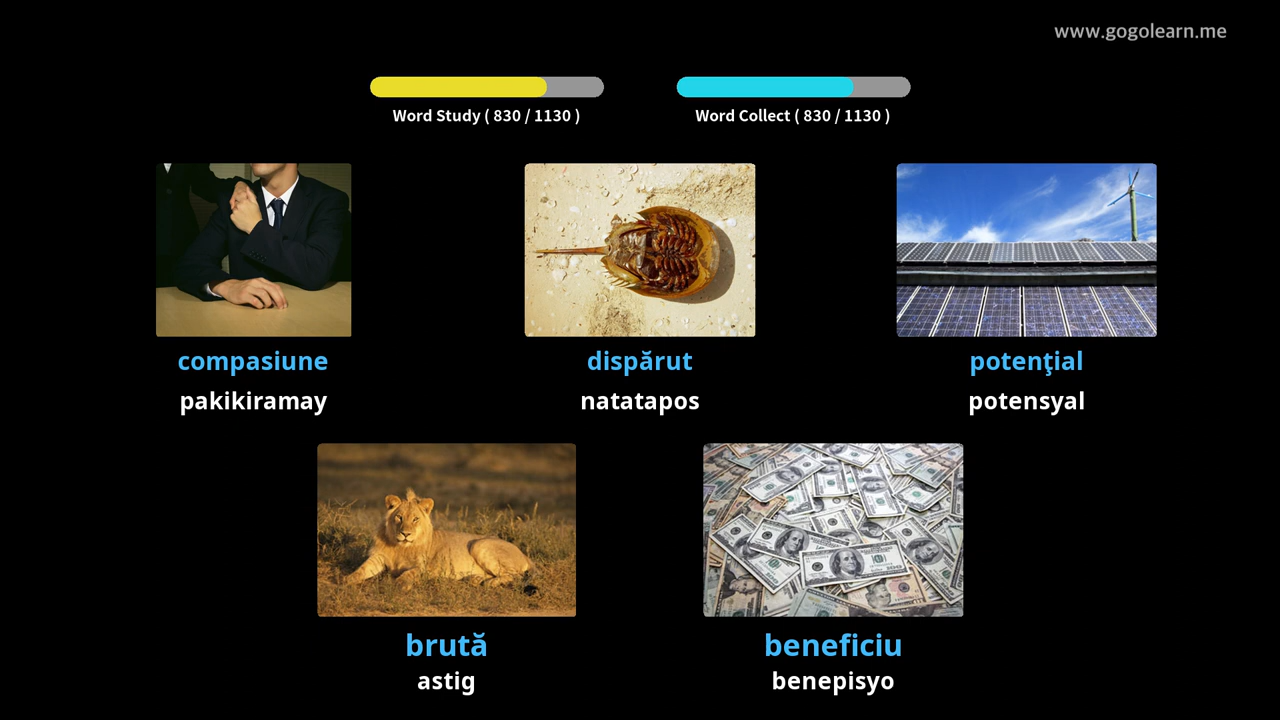 www.gogolearn.me
Word Study ( 830 / 1130 )
Word Collect ( 830 / 1130 )
compasiune
dispărut
potenţial
pakikiramay
natatapos
potensyal
brută
beneficiu
astig
benepisyo